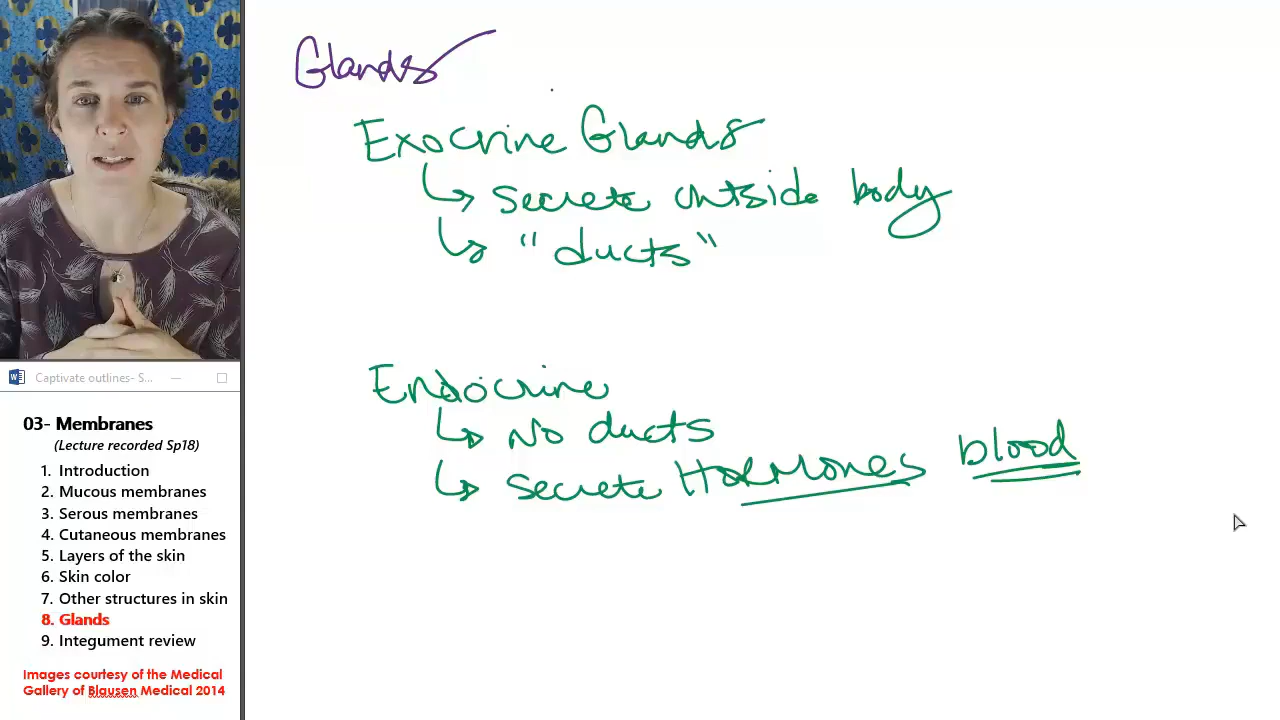 Glands
Exocrine Glands
↳ secrete outside body
↳ "ducts"
Endocrine
↳ No ducts
↳ secrete Hormones blood
Captivate outlines- S...
03- Membranes
(Lecture recorded Sp18)
1. Introduction
2. Mucous membranes
3. Serous membranes
4. Cutaneous membranes
5. Layers of the skin
6. Skin color
7. Other structures in skin
8. Glands
9. Integument review
Images courtesy of the Medical
Gallery of Blausen Medical 2014